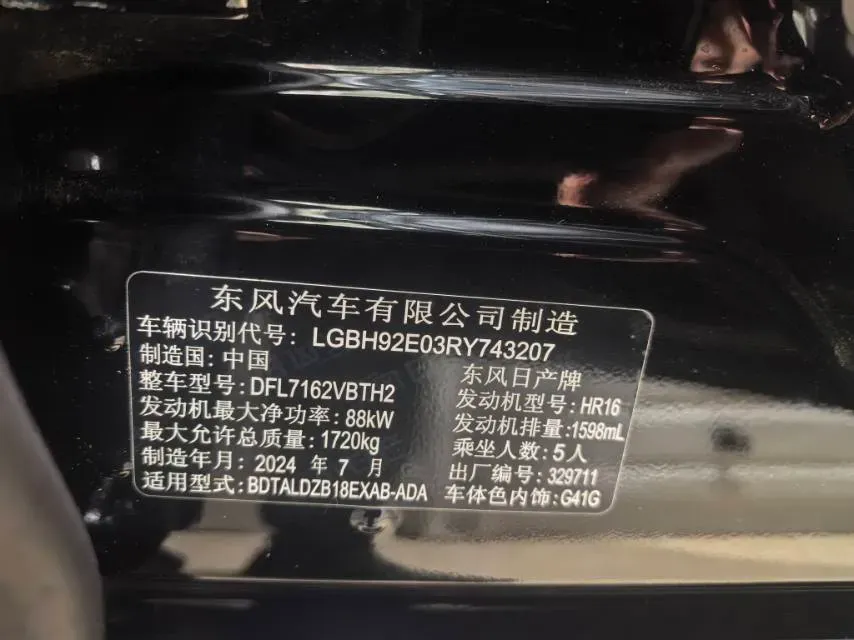 东风汽车有限公司制造
车辆识别代号: LGBH92E03RY743207
制造国: 中国 东风日产牌
整车型号: DFL7162VBTH2 发动机型号: HR16
发动机最大净功率: 88kW 发动机排量: 1598mL
最大允许总质量: 1720kg 乘坐人数: 5人
制造年月: 2024 年 7 月 出厂编号: 329711
适用型式: BDTALDZB18EXAB-ADA 车体色内饰: G41G